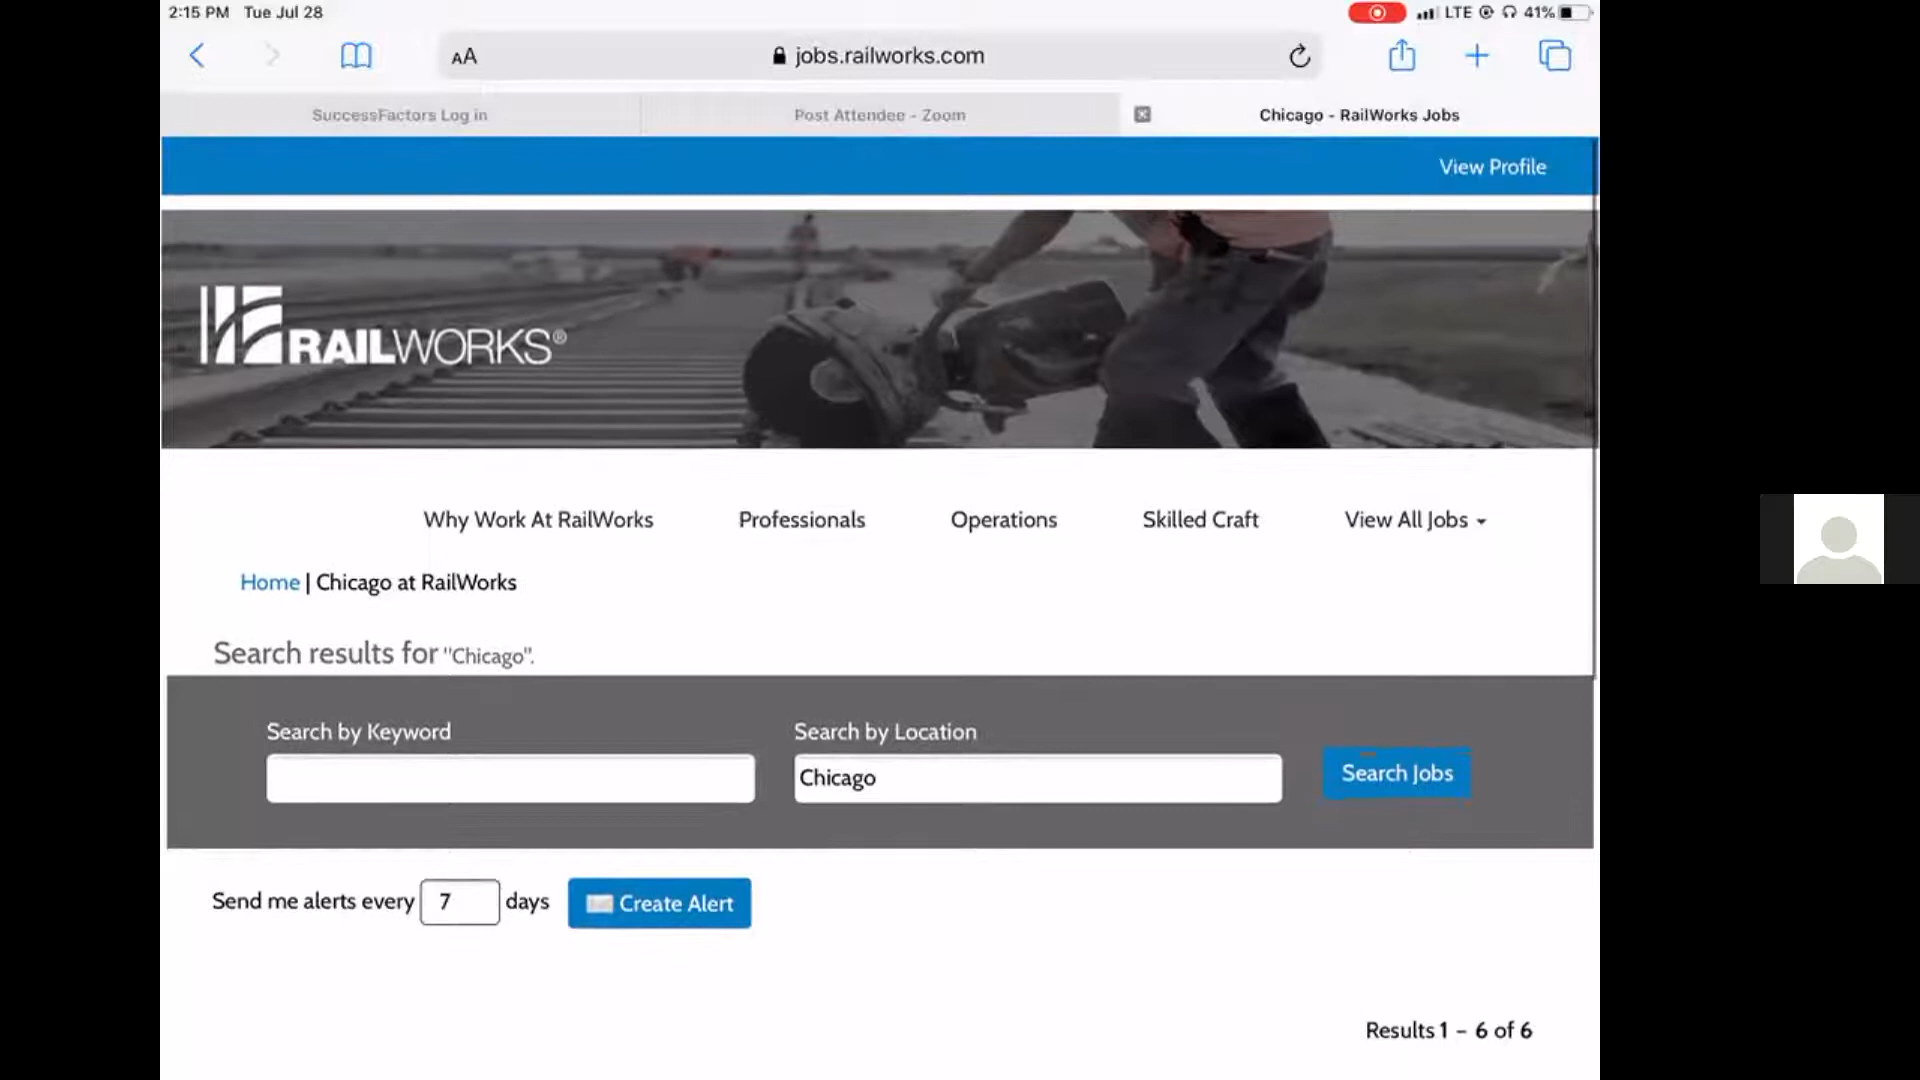 2:15 PM Tue Jul 28
LTE 41%
AA jobs.railworks.com
SuccessFactors Log in
Post Attendee - Zoom
Chicago - RailWorks Jobs
View Profile
RAILWORKS®
Why Work At RailWorks Professionals Operations Skilled Craft View All Jobs
Home | Chicago at RailWorks
Search results for "Chicago".
Search by Keyword
Search by Location
Chicago
Search Jobs
Send me alerts every 7 days Create Alert
Results 1 – 6 of 6